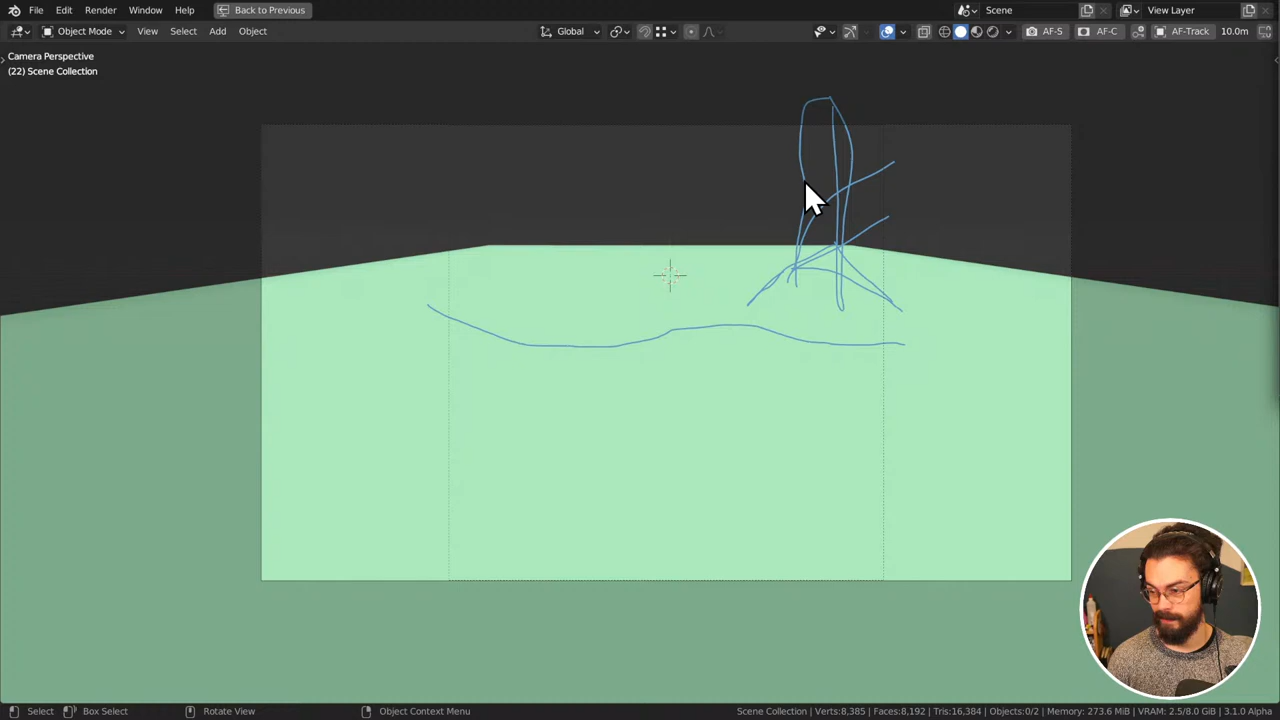 File Edit Render Window Help Back to Previous Scene View Layer
Object Mode View Select Add Object Global AF-S AF-C AF-Track 10.0m
Camera Perspective
(22) Scene Collection
Select Box Select Rotate View Object Context Menu Scene Collection | Verts:8,385 | Faces:8,192 | Tris:16,384 | Objects:0/2 | Memory: 273.6 MiB | VRAM: 2.5/8.0 GiB | 3.1.0 Alpha